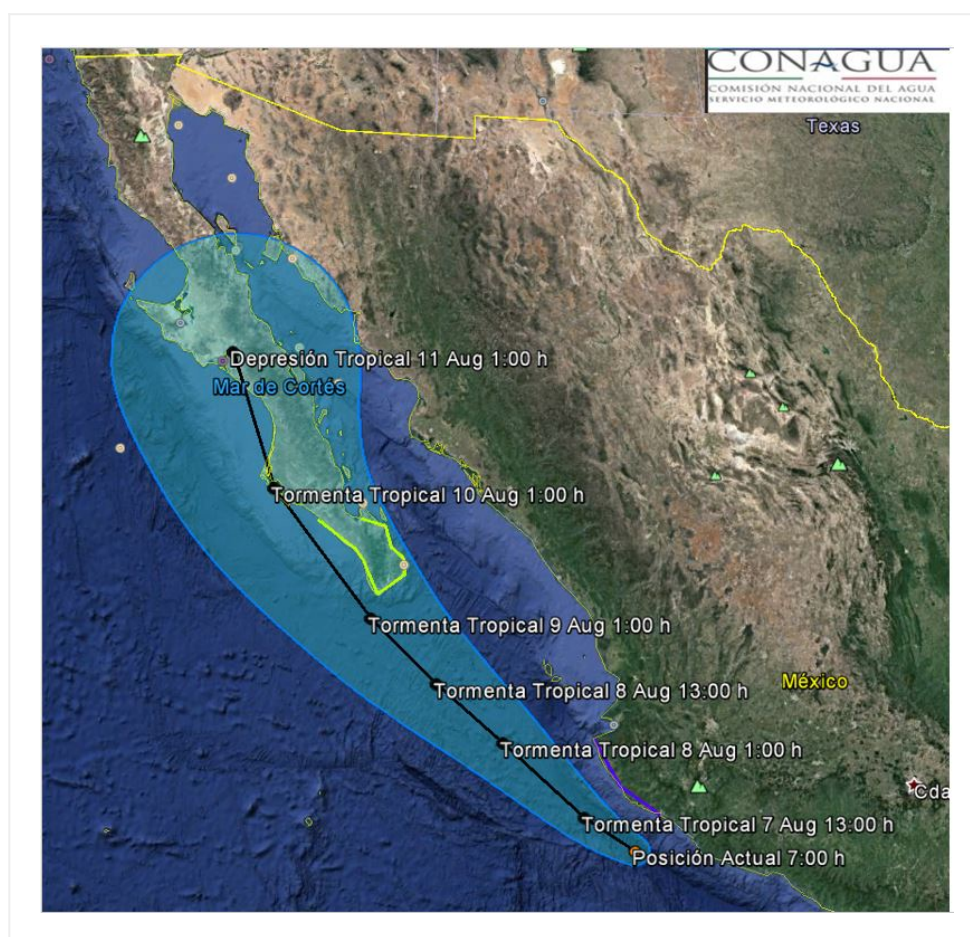 CONAGUA
COMISIÓN NACIONAL DEL AGUA
SERVICIO METEOROLÓGICO NACIONAL
Texas
Depresión Tropical 11 Aug 1:00 h
Mar de Cortés
Tormenta Tropical 10 Aug 1:00 h
Tormenta Tropical 9 Aug 1:00 h
México
Tormenta Tropical 8 Aug 13:00 h
Tormenta Tropical 8 Aug 1:00 h
Cda
Tormenta Tropical 7 Aug 13:00 h
Posición Actual 7:00 h